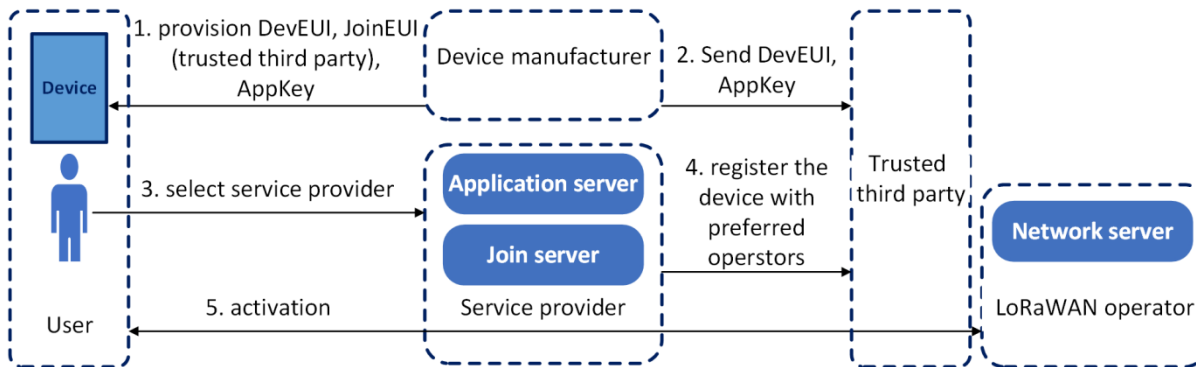 1. provision DevEUI, JoinEUI
(trusted third party),
AppKey
Device manufacturer
2. Send DevEUI,
AppKey
Device
3. select service provider
Application server
Join server
Service provider
4. register the
device with
preferred
operstors
Trusted
third party
Network server
LoRaWAN operator
5. activation
User